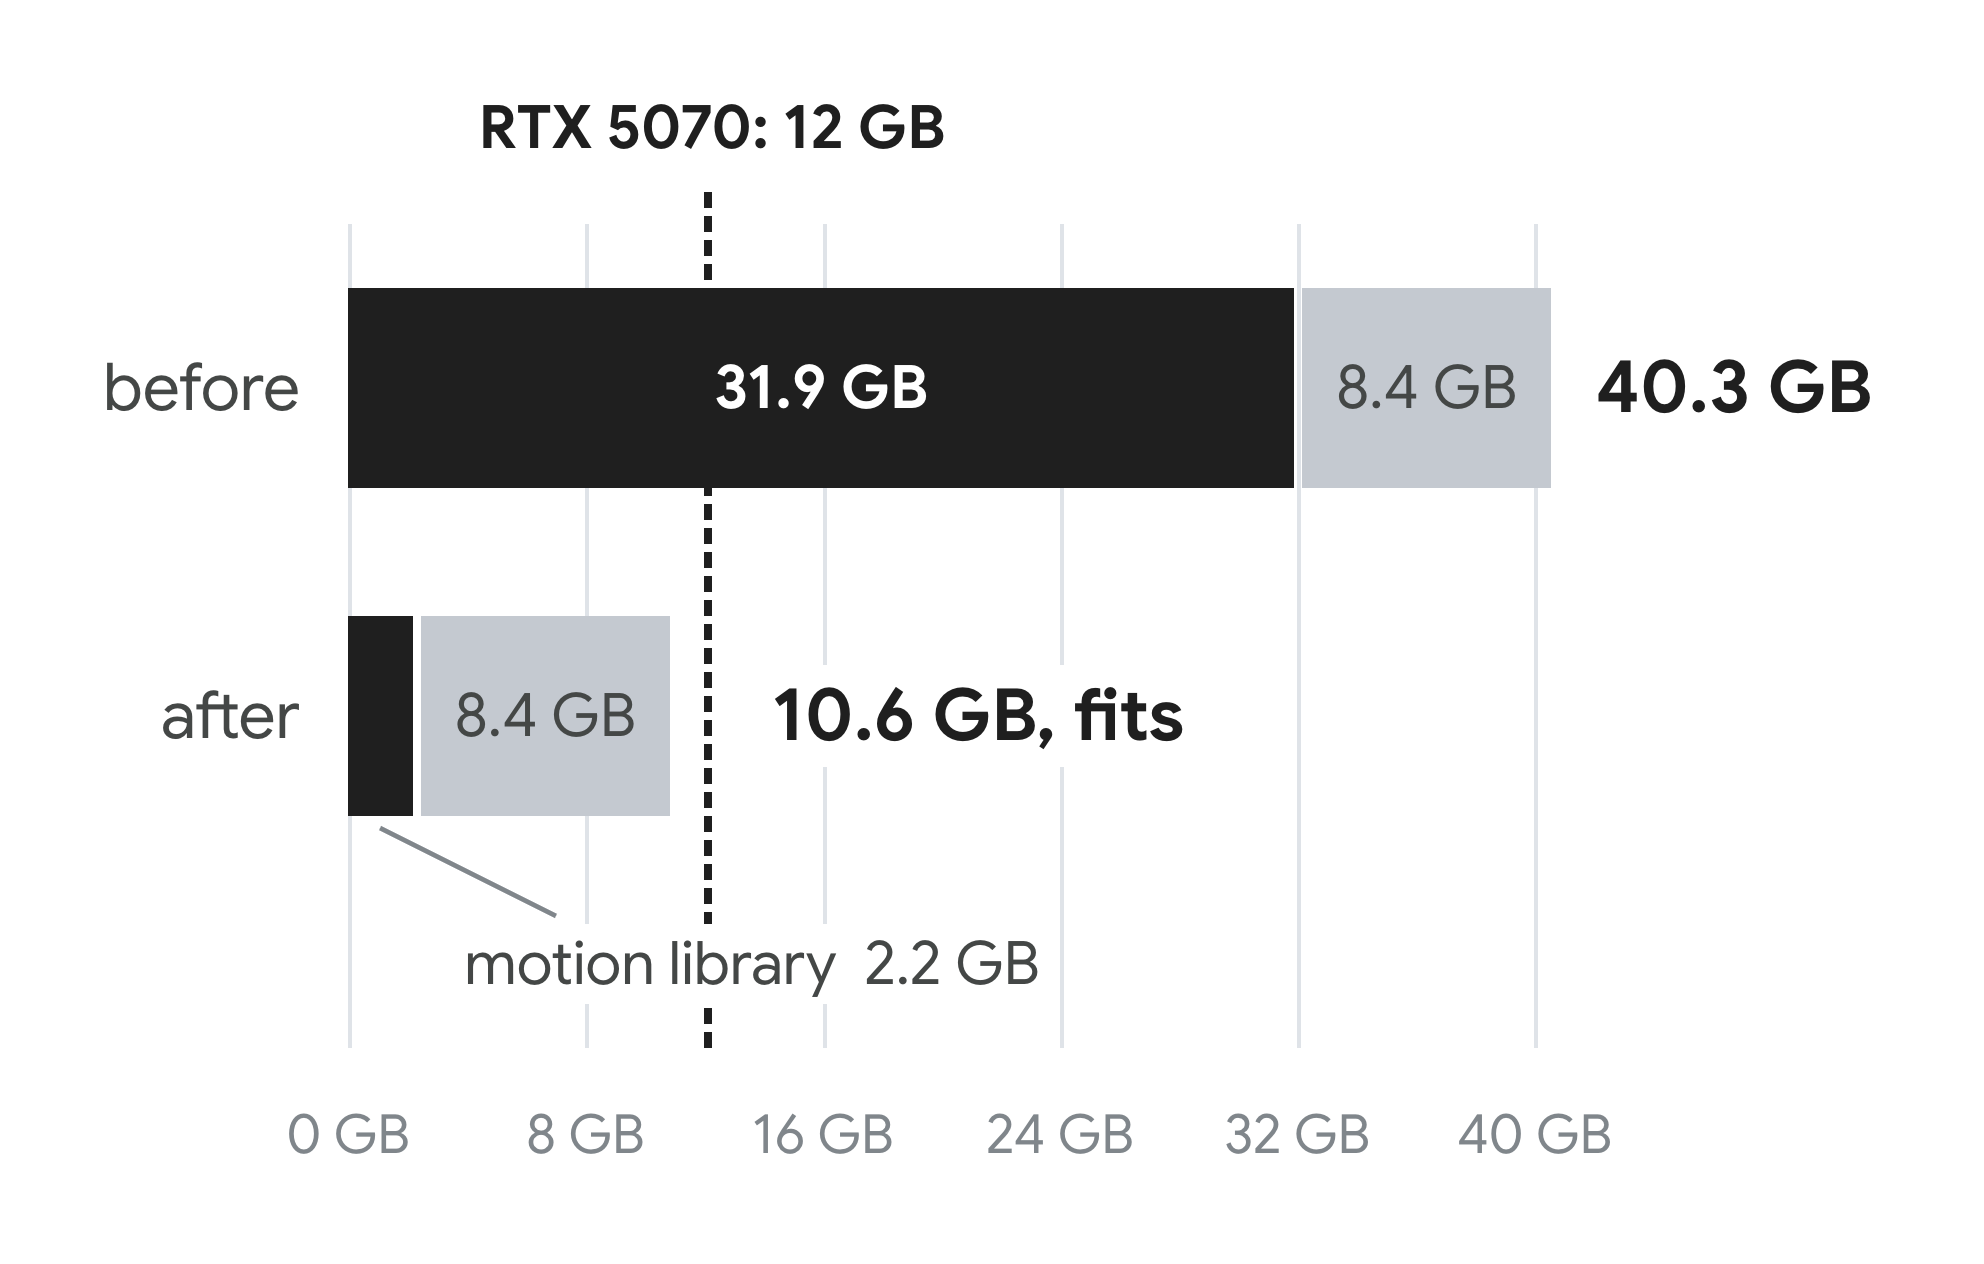 RTX 5070: 12 GB
before
31.9 GB
8.4 GB
40.3 GB
after
8.4 GB
10.6 GB, fits
motion library 2.2 GB
0 GB
8 GB
16 GB
24 GB
32 GB
40 GB